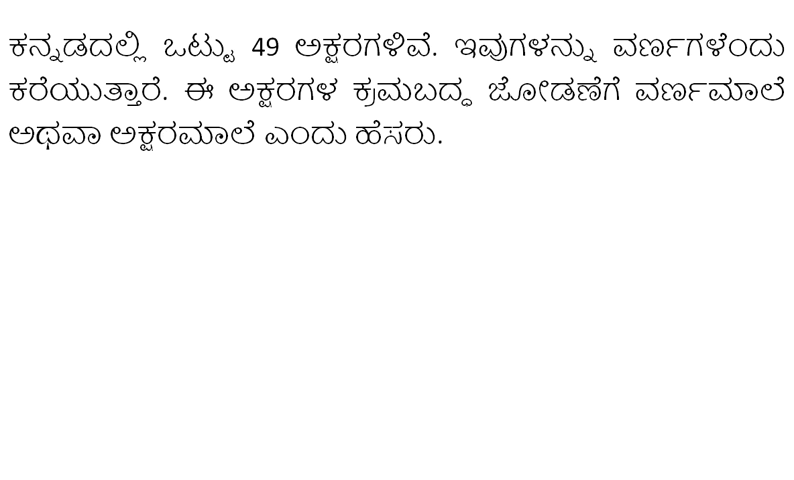 ಕನ್ನಡದಲ್ಲಿ ಒಟ್ಟು 49 ಅಕ್ಷರಗಳಿವೆ. ಇವುಗಳನ್ನು ವರ್ಣಗಳೆಂದು
ಕರೆಯುತ್ತಾರೆ. ಈ ಅಕ್ಷರಗಳ ಕ್ರಮಬದ್ಧ ಜೋಡಣೆಗೆ ವರ್ಣಮಾಲೆ
ಅಥವಾ ಅಕ್ಷರಮಾಲೆ ಎಂದು ಹೆಸರು.